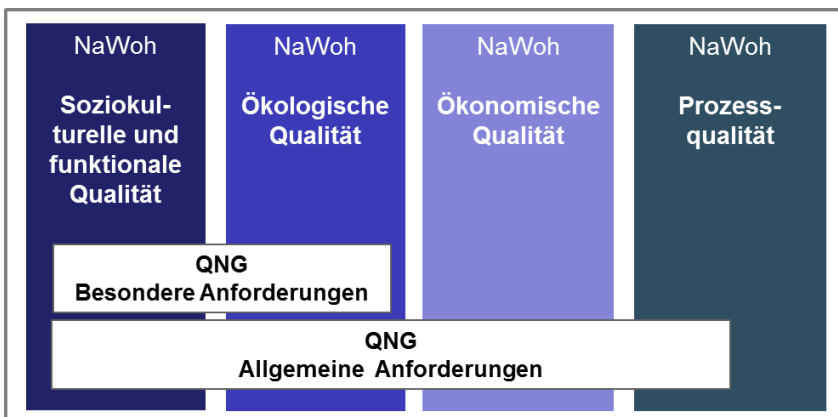 NaWoh
Soziokul-
turelle und
funktionale
Qualität
NaWoh
Ökologische
Qualität
NaWoh
Ökonomische
Qualität
NaWoh
Prozess-
qualität
QNG
Besondere Anforderungen
QNG
Allgemeine Anforderungen